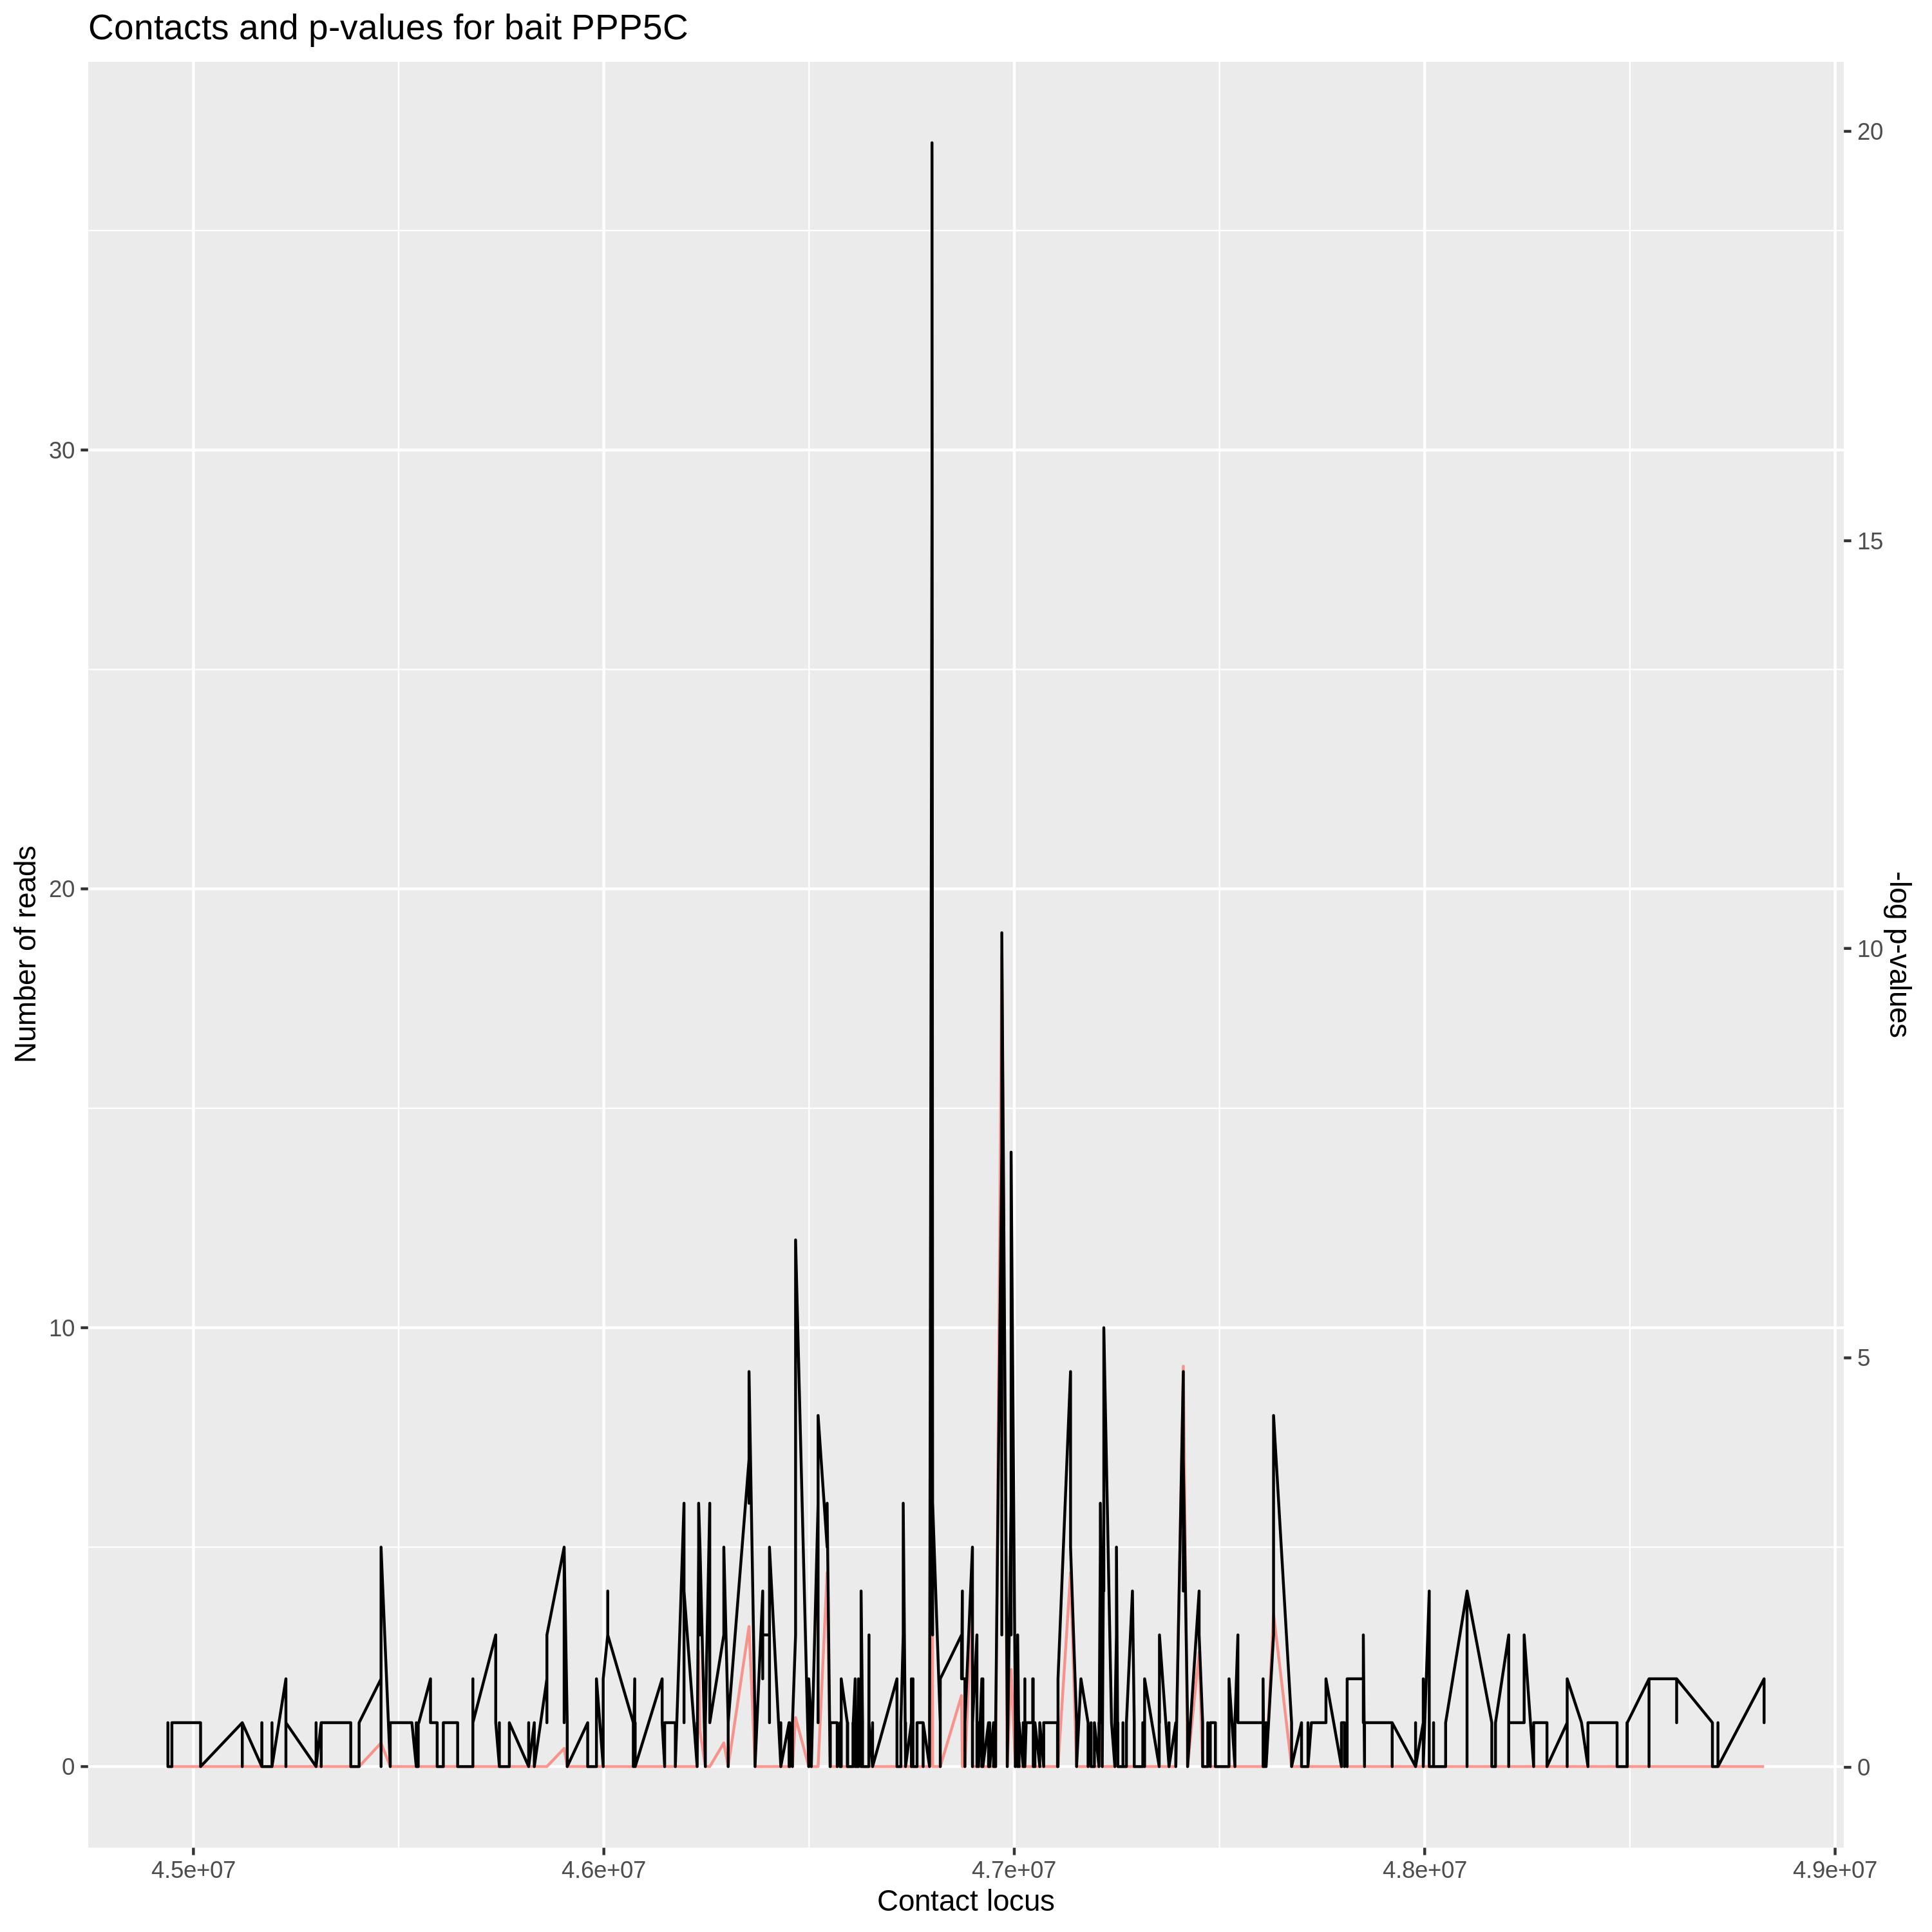 Contacts and p-values for bait PPP5C
Number of reads
30
20
10
0
20
15
10
5
0
-log p-values
4.5e+07 4.6e+07 4.7e+07 4.8e+07 4.9e+07
Contact locus